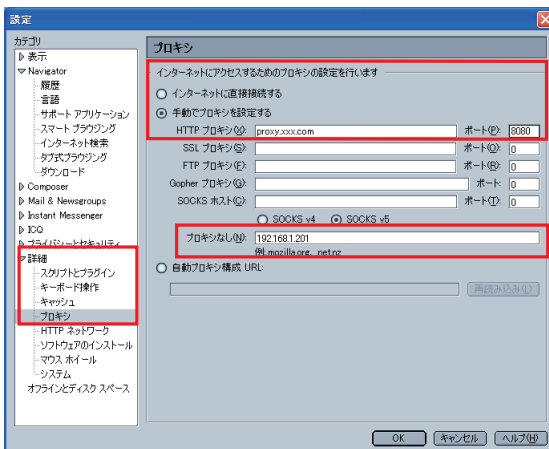 設定
カテゴリ
表示
Navigator
履歴
言語
サポート アプリケーション
スマート ブラウジング
インターネット検索
タブ式ブラウジング
ダウンロード
Composer
Mail & Newsgroups
Instant Messenger
ICQ
プライバシーとセキュリティ
詳細
スクリプトとプラグイン
キーボード操作
キャッシュ
プロキシ
HTTP ネットワーク
ソフトウェアのインストール
マウス ホイール
システム
オフラインとディスク スペース
プロキシ
インターネットにアクセスするためのプロキシの設定を行います
インターネットに直接接続する
手動でプロキシを設定する
HTTP プロキシ(X): proxy.xxx.com ポート(P): 8080
SSL プロキシ(S): ポート(O): 0
FTP プロキシ(F): ポート(R): 0
Gopher プロキシ(G): ポート: 0
SOCKS ホスト(C): ポート(T): 0
SOCKS v4 SOCKS v5
プロキシなし(N): 192.168.1.201
例: mozilla.org, .net.nz
自動プロキシ構成 URL:
再読み込み(L)
OK キャンセル ヘルプ(H)